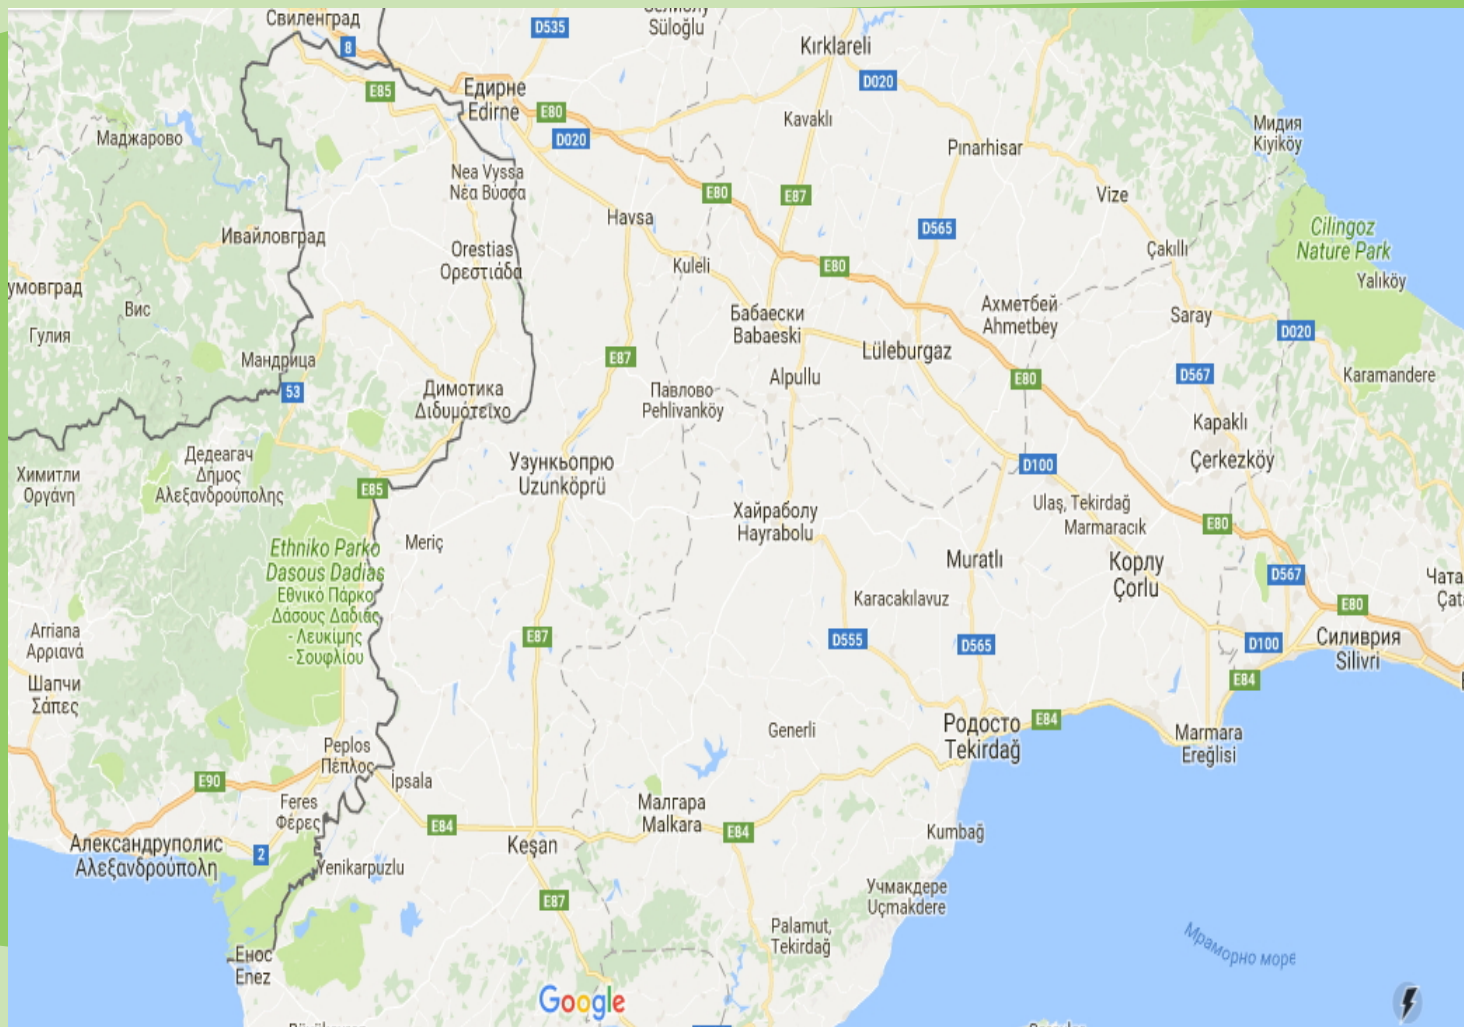 Свиленград
8
D535
Süloğlu
Kırklareli
D020
E85
Едирне
Edirne
E80
D020
Kavaklı
Мидия
Kiyiköy
Маджарово
Pınarhisar
Nea Vyssa
Νέα Βύσσα
E80
E87
Vize
Havsa
D565
Cilingoz
Nature Park
Ивайловград
Orestias
Ορεστιάδα
Kuleli
E80
Çakıllı
Yalıköy
умовград
Вис
Гулия
Бабаески
Babaeski
Ахметбей
Ahmetbey
Saray
D020
Мандрица
E87
Lüleburgaz
53
Димотика
Διδυμότειχο
Павлово
Pehlivanköy
Alpullu
E80
D567
Karamandere
Kapaklı
Çerkezköy
Дедеагач
Δήμος
Αλεξανδρούπολης
Химитли
Οργάνη
E85
Узункьопрю
Uzunköprü
D100
Ulaş, Tekirdağ
Marmaracık
E80
Хайраболу
Hayrabolu
Meriç
Ethniko Parko
Dasous Dadias
Εθνικό Πάρκο
Δάσους Δαδιάς
- Λευκίμης
- Σουφλίου
Muratlı
Корлу
Çorlu
D567
Чата
Çat
Karacakılavuz
E80
Arriana
Αρριανά
E87
D555
D565
D100
Силиврия
Silivri
Шапчи
Σάπες
E84
Generli
Родосто
Tekirdağ
E84
Marmara
Ereğlisi
Peplos
Πέπλος
E90
İpsala
Feres
Φέρες
Малгара
Malkara
E84
Keşan
E84
Kumbağ
Александруполис
Αλεξανδρούπολη
2
Yenikarpuzlu
E87
Учмакдере
Uçmakdere
Palamut,
Tekirdağ
Мраморно море
Енос
Enez
Google